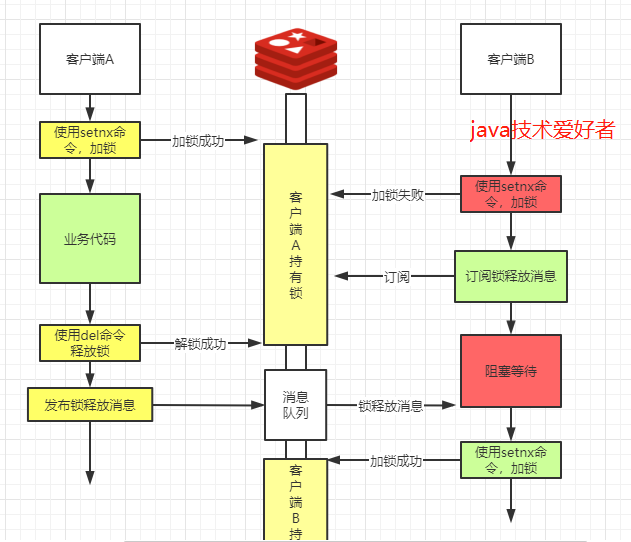 客户端A
客户端B
java技术爱好者
使用setnx命
令，加锁
加锁成功
客
户
端
A
持
有
锁
加锁失败
使用setnx命
令，加锁
业务代码
订阅
订阅锁释放消息
使用del命令
释放锁
解锁成功
阻塞等待
发布锁释放消息
消息
队列
锁释放消息
加锁成功
使用setnx命
令，加锁
客
户
端
B
持